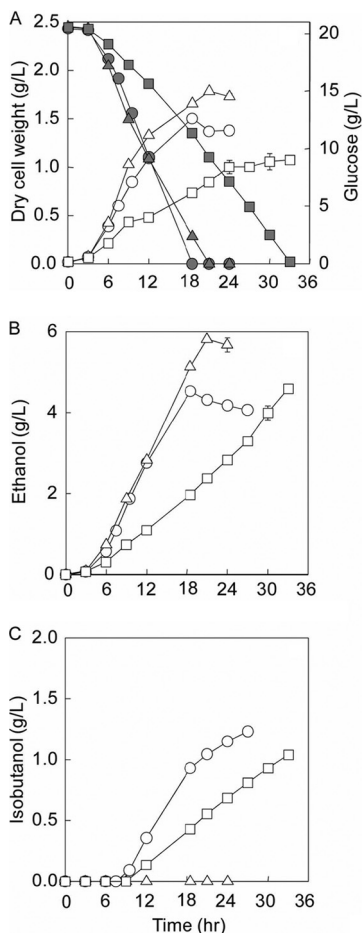 A
Dry cell weight (g/L)
2.5
2.0
1.5
1.0
0.5
0.0
20
15
10
5
0
Glucose (g/L)
0 6 12 18 24 30 36
B
Ethanol (g/L)
6
4
2
0
0 6 12 18 24 30 36
C
Isobutanol (g/L)
2.0
1.5
1.0
0.5
0.0
0 6 12 18 24 30 36
Time (hr)